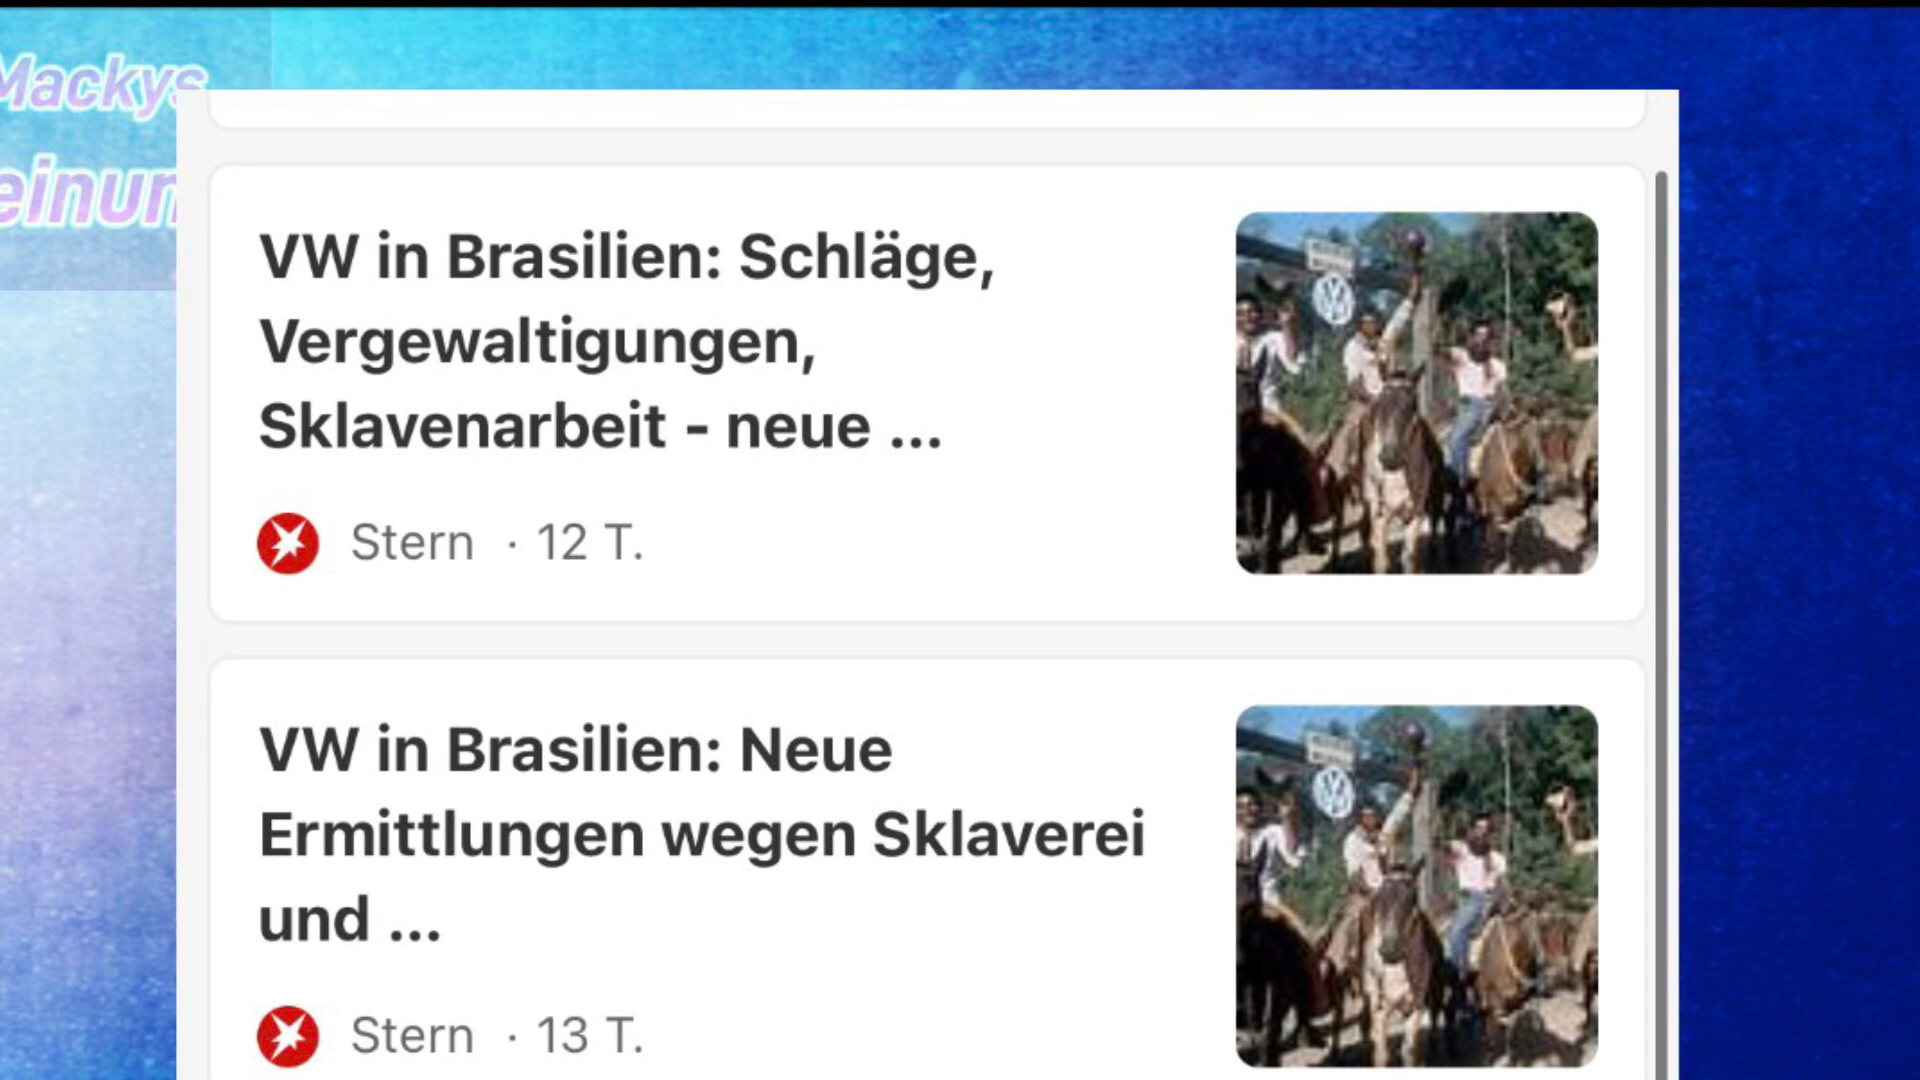 Mackys
einun
VW in Brasilien: Schläge,
Vergewaltigungen,
Sklavenarbeit - neue ...
Stern · 12 T.
VW in Brasilien: Neue
Ermittlungen wegen Sklaverei
und ...
Stern · 13 T.